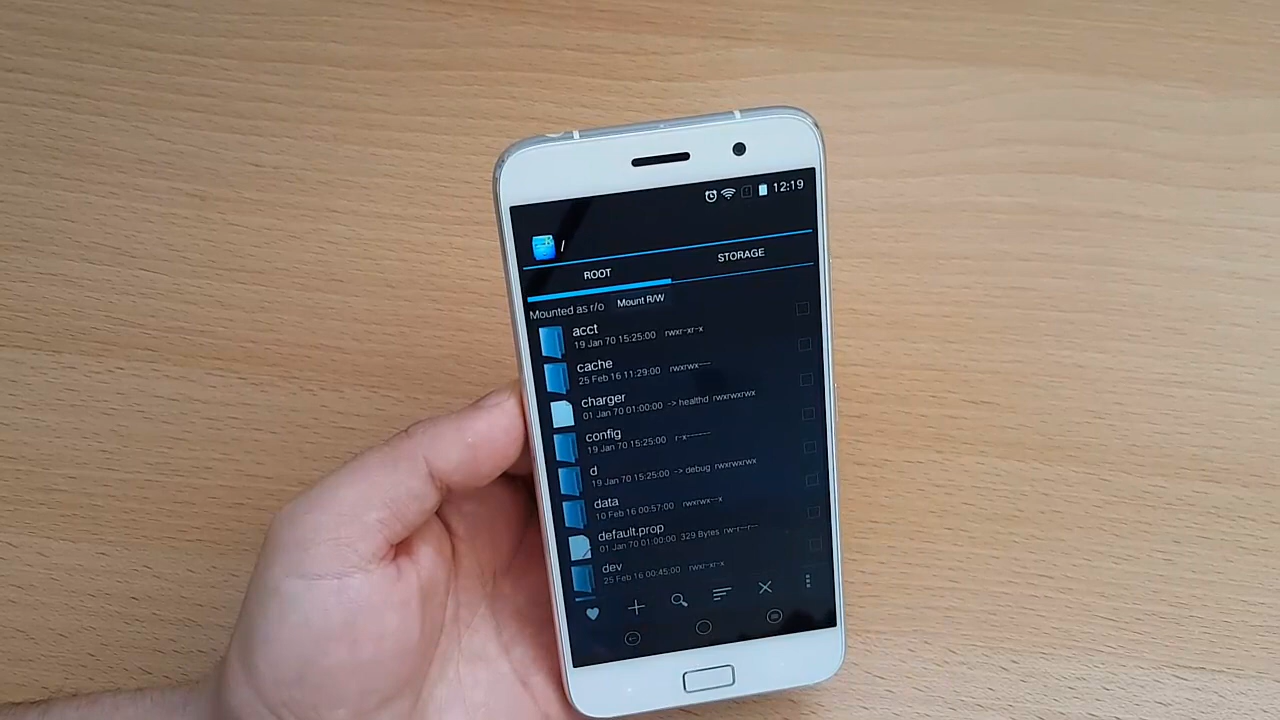 12:19
/
ROOT STORAGE
Mounted as r/o Mount R/W
acct
19 Jan 70 15:25:00 rwxr-xr-x
cache
25 Feb 16 11:29:00 rwxrwx---
charger
01 Jan 70 01:00:00 -> healthd rwxrwxrwx
config
19 Jan 70 15:25:00 r-x------
d
19 Jan 70 15:25:00 -> debug rwxrwxrwx
data
10 Feb 16 00:57:00 rwxrwx--x
default.prop
01 Jan 70 01:00:00 329 Bytes rw-r--r--
dev
25 Feb 16 00:45:00 rwxr-xr-x